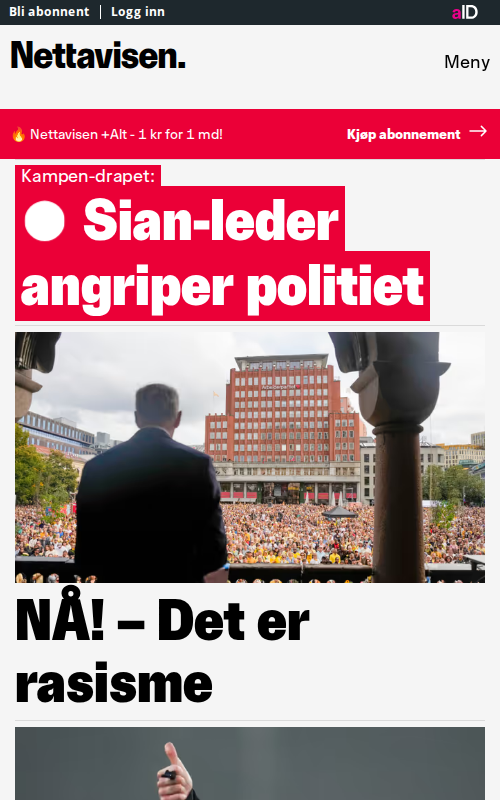 Bli abonnent | Logg inn
aID
Nettavisen.
Meny
🔥 Nettavisen +Alt - 1 kr for 1 md!
Kjøp abonnement →
Kampen-drapet:
Sian-leder
angriper politiet
NÅ! – Det er
rasisme